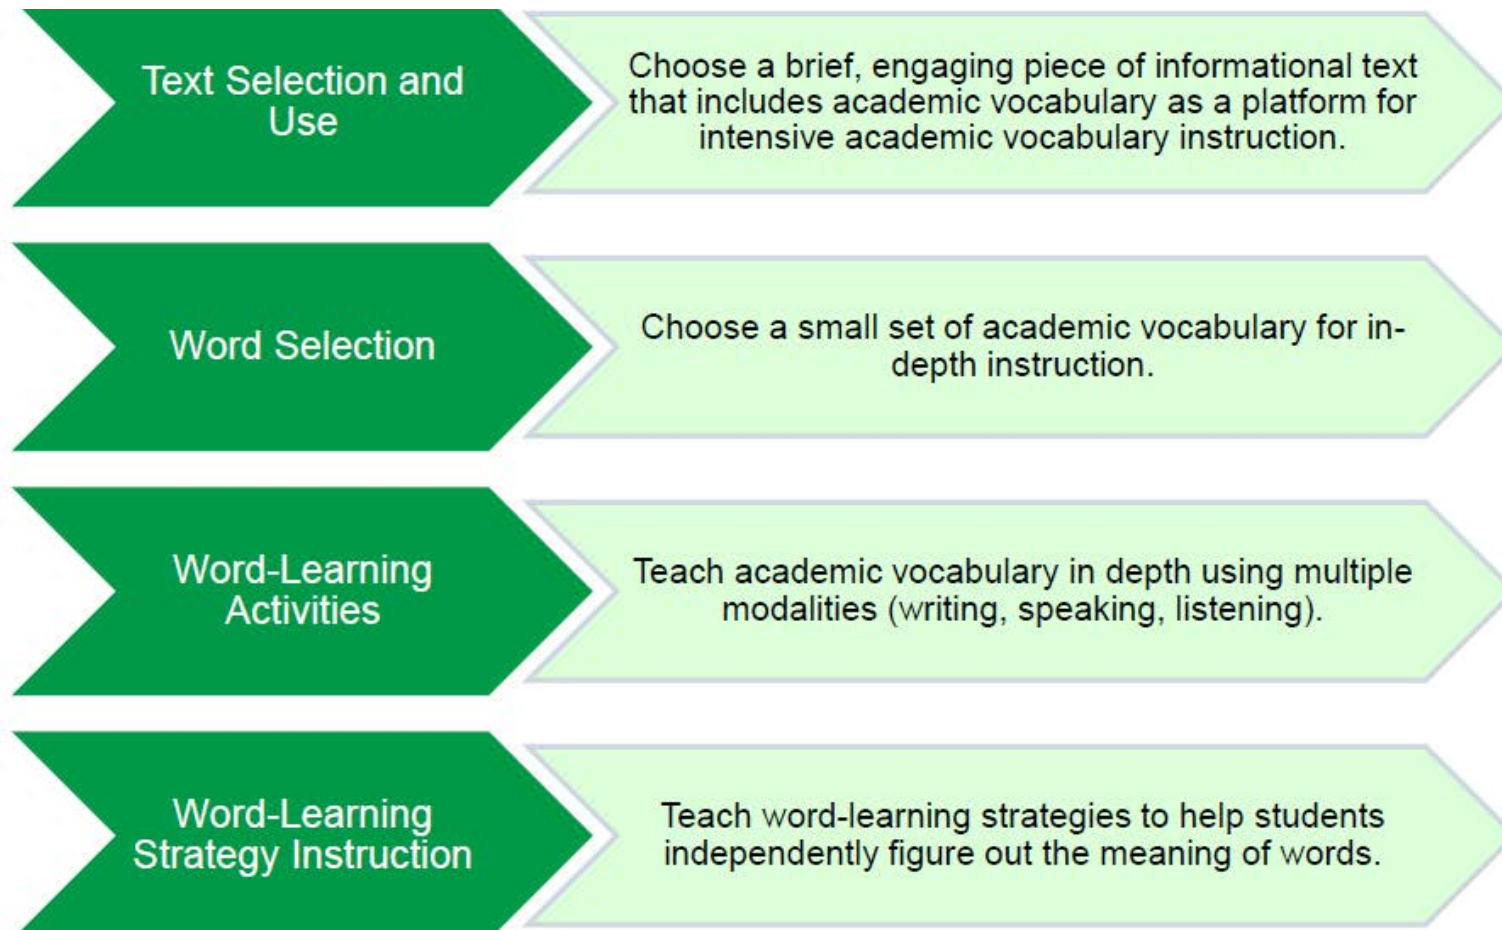 Text Selection and
Use
Choose a brief, engaging piece of informational text
that includes academic vocabulary as a platform for
intensive academic vocabulary instruction.
Word Selection
Choose a small set of academic vocabulary for in-
depth instruction.
Word-Learning
Activities
Teach academic vocabulary in depth using multiple
modalities (writing, speaking, listening).
Word-Learning
Strategy Instruction
Teach word-learning strategies to help students
independently figure out the meaning of words.